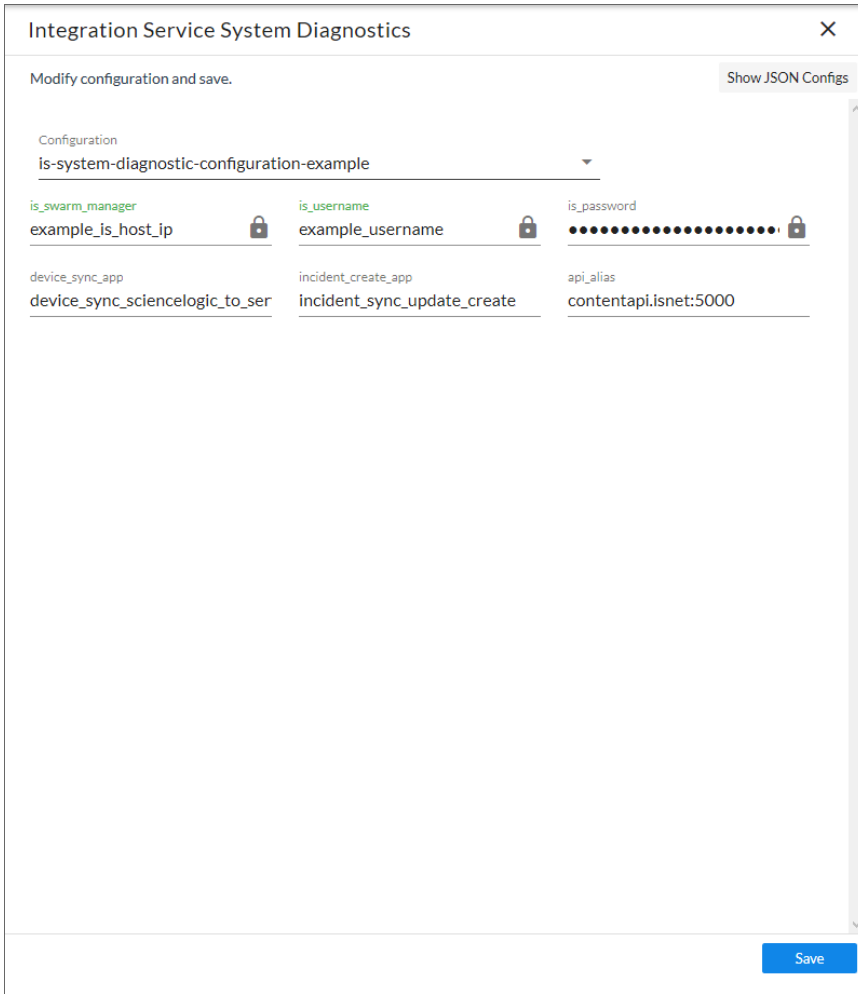 Integration Service System Diagnostics
Modify configuration and save.
Show JSON Configs
Configuration
is-system-diagnostic-configuration-example
is_swarm_manager is_username is_password
example_is_host_ip example_username ••••••••••••••••••••••
device_sync_app incident_create_app api_alias
device_sync_sciencelogic_to_ser incident_sync_update_create contentapi.isnet:5000
Save